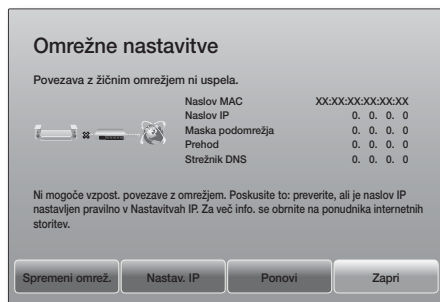 Omrežne nastavitve
Povezava z žičnim omrežjem ni uspela.
Naslov MAC XX:XX:XX:XX:XX:XX
Naslov IP 0. 0. 0. 0
Maska podomrežja 0. 0. 0. 0
Prehod 0. 0. 0. 0
Strežnik DNS 0. 0. 0. 0
Ni mogoče vzpost. povezave z omrežjem. Poskusite to: preverite, ali je naslov IP
nastavljen pravilno v Nastavitvah IP. Za več info. se obrnite na ponudnika internetnih
storitev.
Spremeni omrež. Nastav. IP Ponovi Zapri